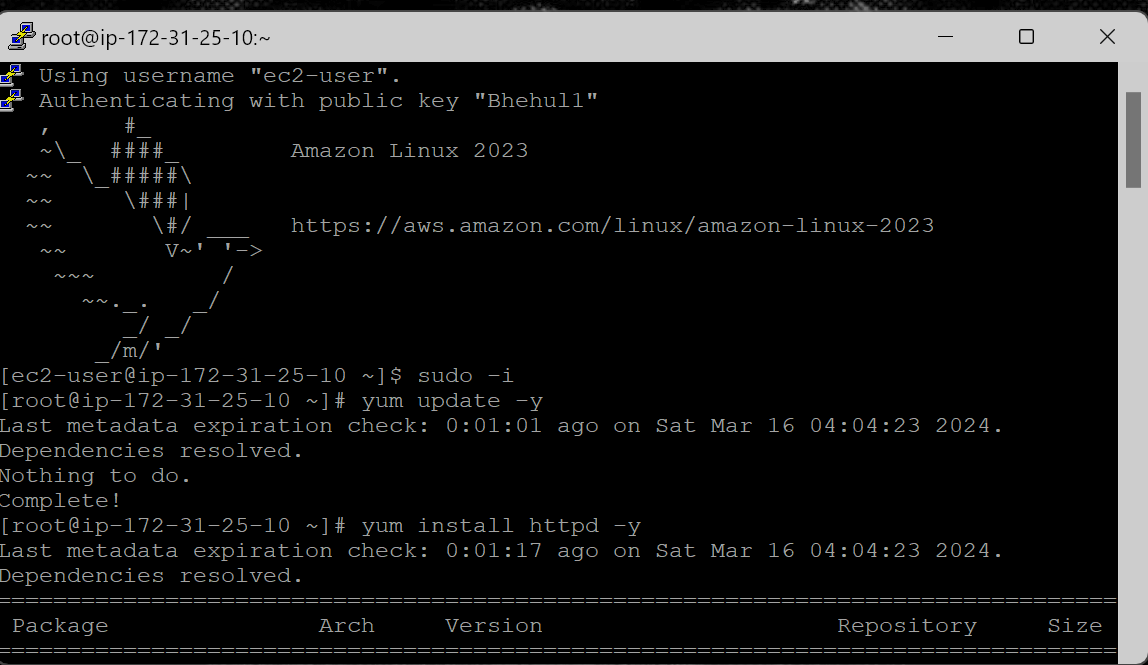 root@ip-172-31-25-10:~
Using username "ec2-user".
Authenticating with public key "Bhehul1"
   ,     #_
   ~\_  ####_        Amazon Linux 2023
  ~~  \_#####\
  ~~     \###|
  ~~       \#/ ___   https://aws.amazon.com/linux/amazon-linux-2023
   ~~       V~' '->
    ~~~         /
      ~~._.   _/
         _/ _/
       _/m/'
[ec2-user@ip-172-31-25-10 ~]$ sudo -i
[root@ip-172-31-25-10 ~]# yum update -y
Last metadata expiration check: 0:01:01 ago on Sat Mar 16 04:04:23 2024.
Dependencies resolved.
Nothing to do.
Complete!
[root@ip-172-31-25-10 ~]# yum install httpd -y
Last metadata expiration check: 0:01:17 ago on Sat Mar 16 04:04:23 2024.
Dependencies resolved.
================================================================================
 Package               Arch     Version                     Repository     Size
================================================================================